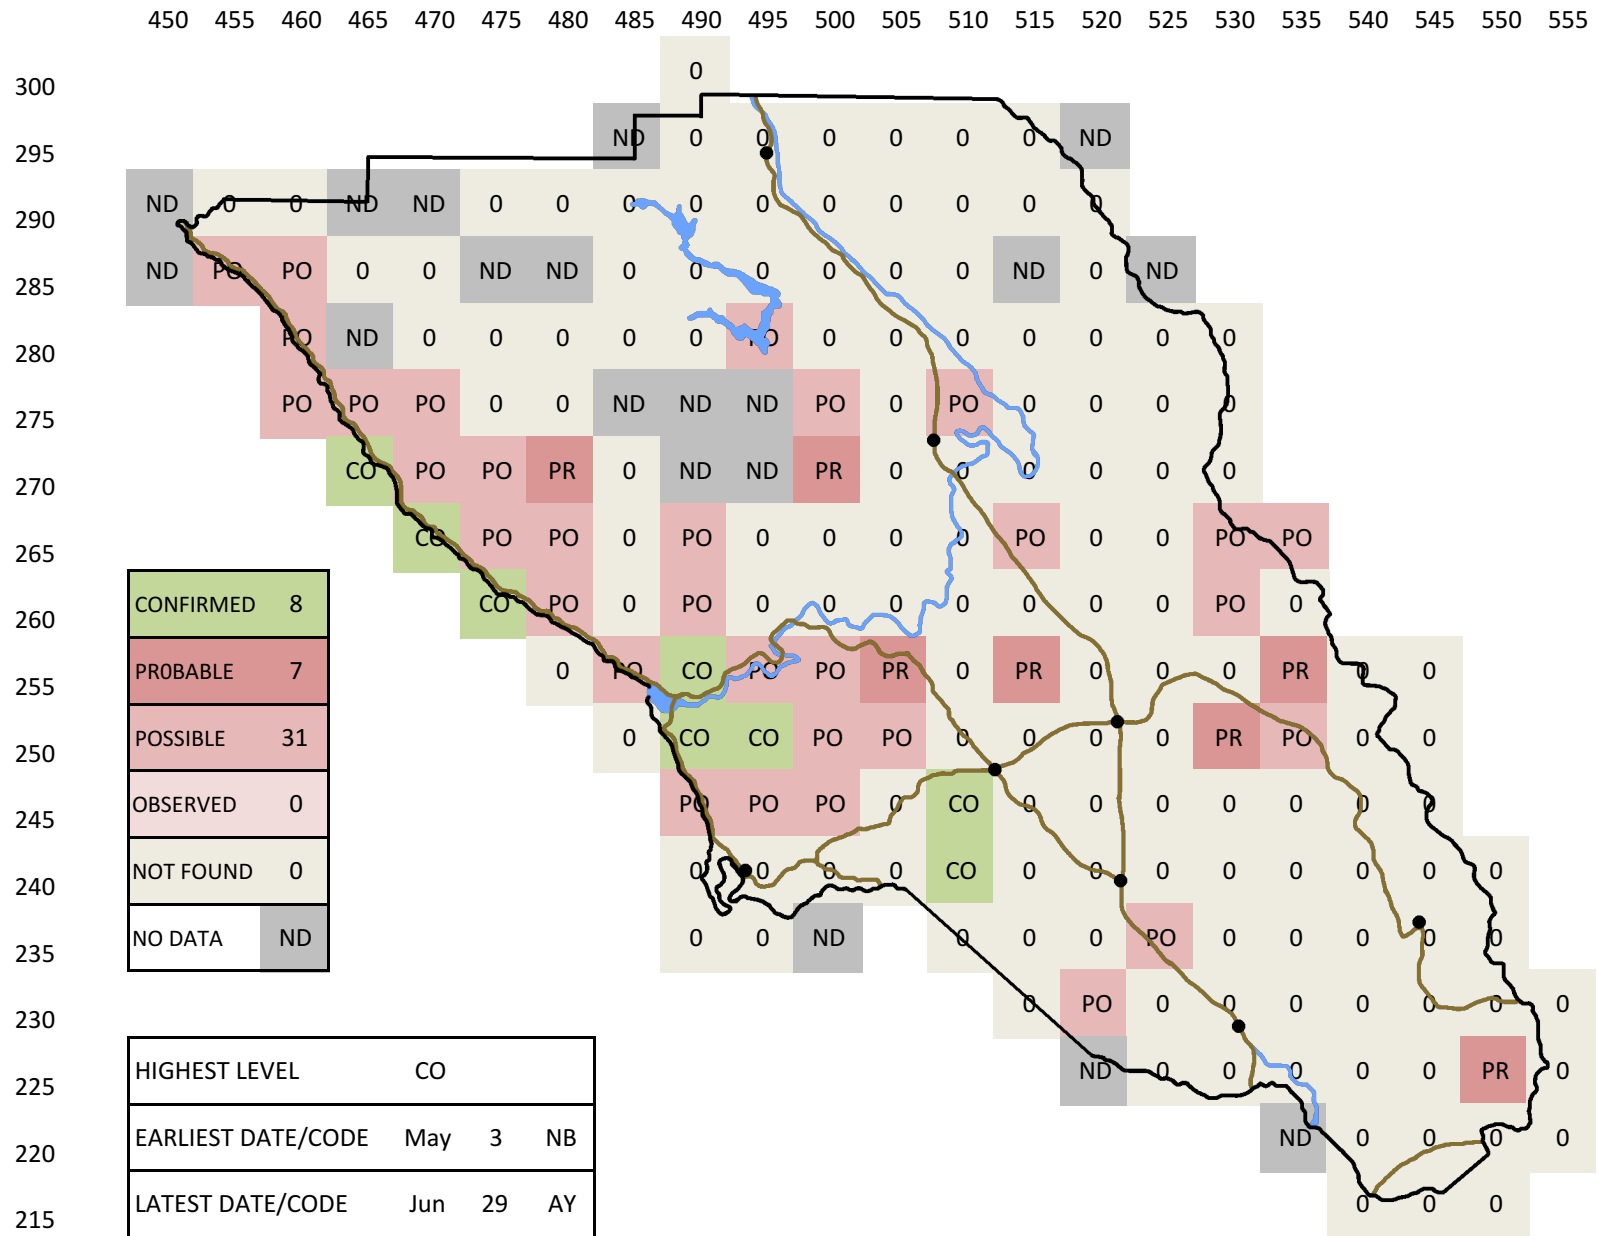 450 455 460 465 470 475 480 485 490 495 500 505 510 515 520 525 530 535 540 545 550 555
0
300
ND 0 0 0 0 0 0 ND
295
ND 0 0 ND ND 0 0 0 0 0 0 0 0 0 0
290
ND PO PO 0 0 ND ND 0 0 0 0 0 0 ND 0 ND
285
PO ND 0 0 0 0 0 PO 0 0 0 0 0 0 0
280
PO PO PO 0 0 ND ND ND PO 0 PO 0 0 0 0
275
CO PO PO PR 0 ND ND PR 0 0 0 0 0 0
270
CO PO PO 0 PO 0 0 0 0 PO 0 0 PO PO
265
CO PO 0 PO 0 0 0 0 0 0 0 PO 0
CONFIRMED 8
260
0 PO CO PO PO PR 0 PR 0 0 0 PR 0 0
PR0BABLE 7
255
0 CO CO PO PO 0 0 0 0 PR PO 0 0
POSSIBLE 31
250
PO PO PO 0 CO 0 0 0 0 0 0 0
OBSERVED 0
245
0 0 0 0 CO 0 0 0 0 0 0 0 0
NOT FOUND 0
240
0 0 ND 0 0 0 PO 0 0 0 0 0
NO DATA ND
235
0 PO 0 0 0 0 0 0 0
230
ND 0 0 0 0 0 PR 0
HIGHEST LEVEL CO
225
ND 0 0 0 0
EARLIEST DATE/CODE May 3 NB
220
0 0 0
LATEST DATE/CODE Jun 29 AY
215